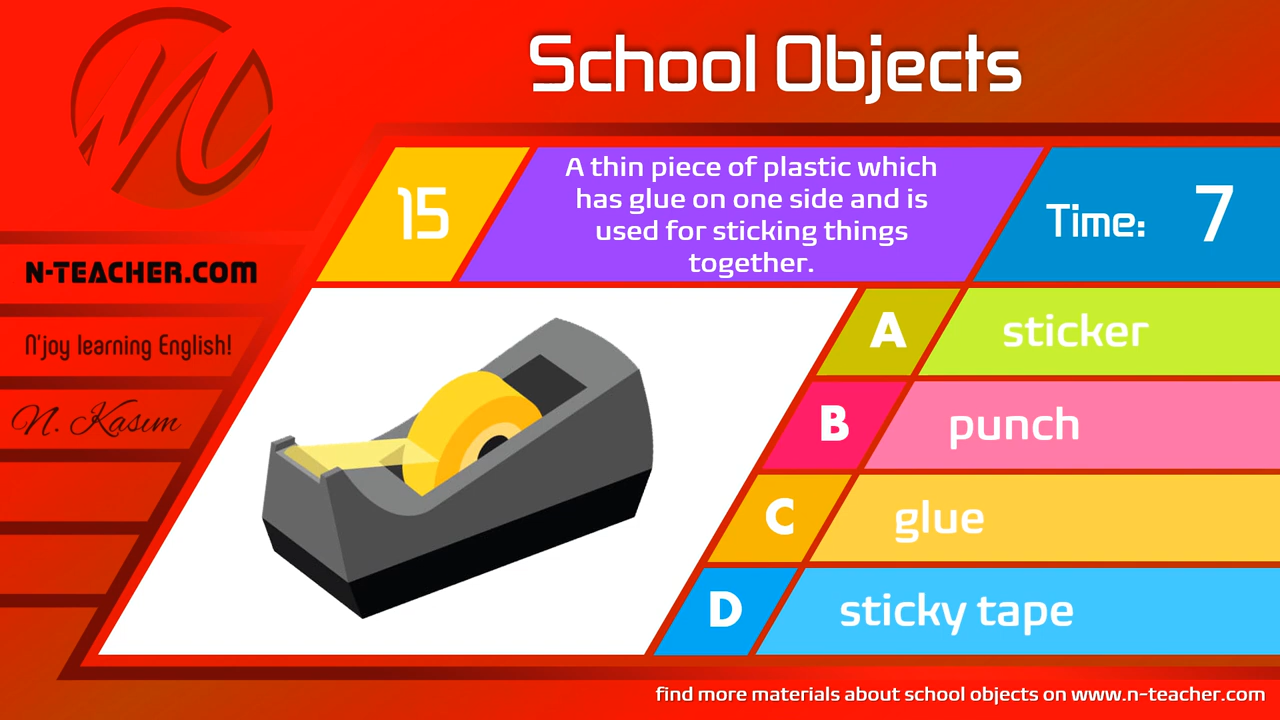 School Objects
15
A thin piece of plastic which
has glue on one side and is
used for sticking things
together.
Time: 7
N-TEACHER.COM
N'joy learning English!
N. Kasım
A sticker
B punch
C glue
D sticky tape
find more materials about school objects on www.n-teacher.com